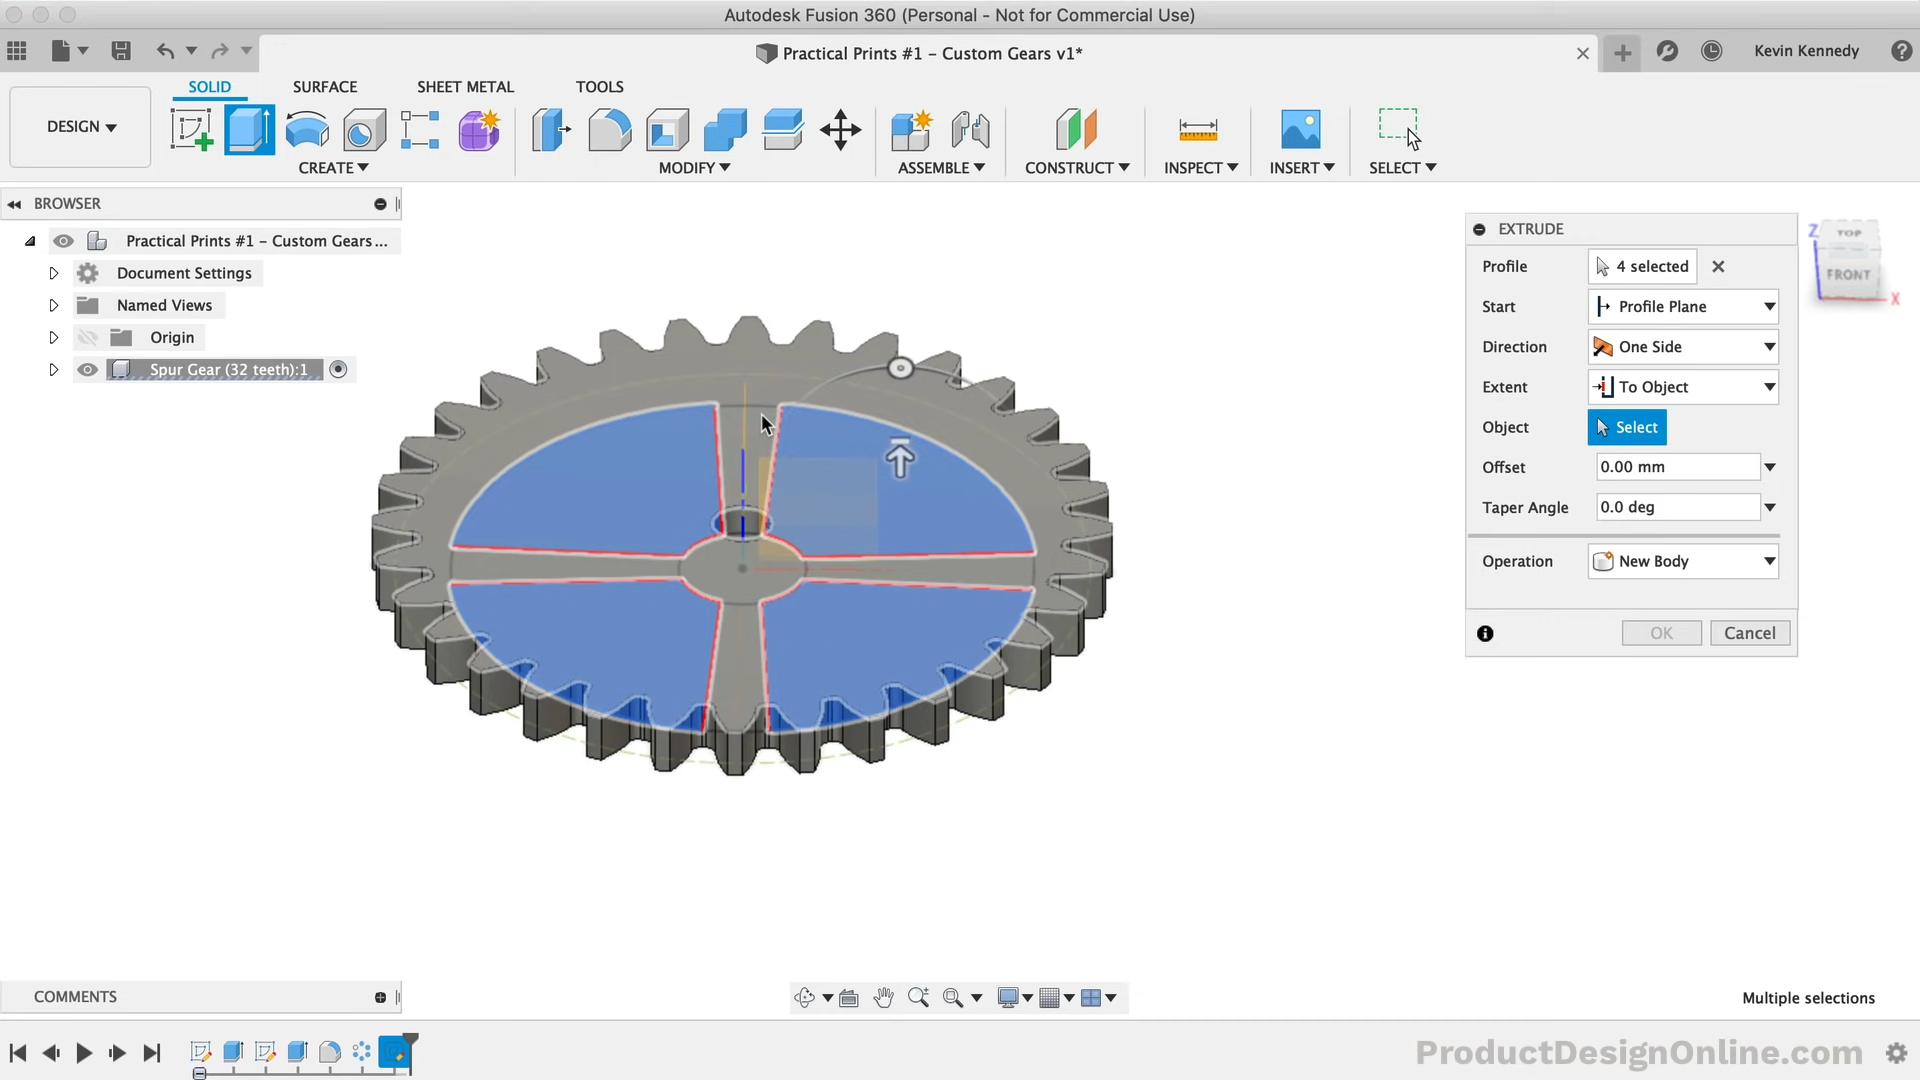 Autodesk Fusion 360 (Personal - Not for Commercial Use)
Practical Prints #1 - Custom Gears v1*
Kevin Kennedy
SOLID SURFACE SHEET METAL TOOLS
DESIGN
CREATE MODIFY ASSEMBLE CONSTRUCT INSPECT INSERT SELECT
BROWSER
Practical Prints #1 - Custom Gears...
Document Settings
Named Views
Origin
Spur Gear (32 teeth):1
EXTRUDE
Profile 4 selected
Start Profile Plane
Direction One Side
Extent To Object
Object Select
Offset 0.00 mm
Taper Angle 0.0 deg
Operation New Body
OK Cancel
TOP
FRONT
Z
X
COMMENTS
Multiple selections
ProductDesignOnline.com